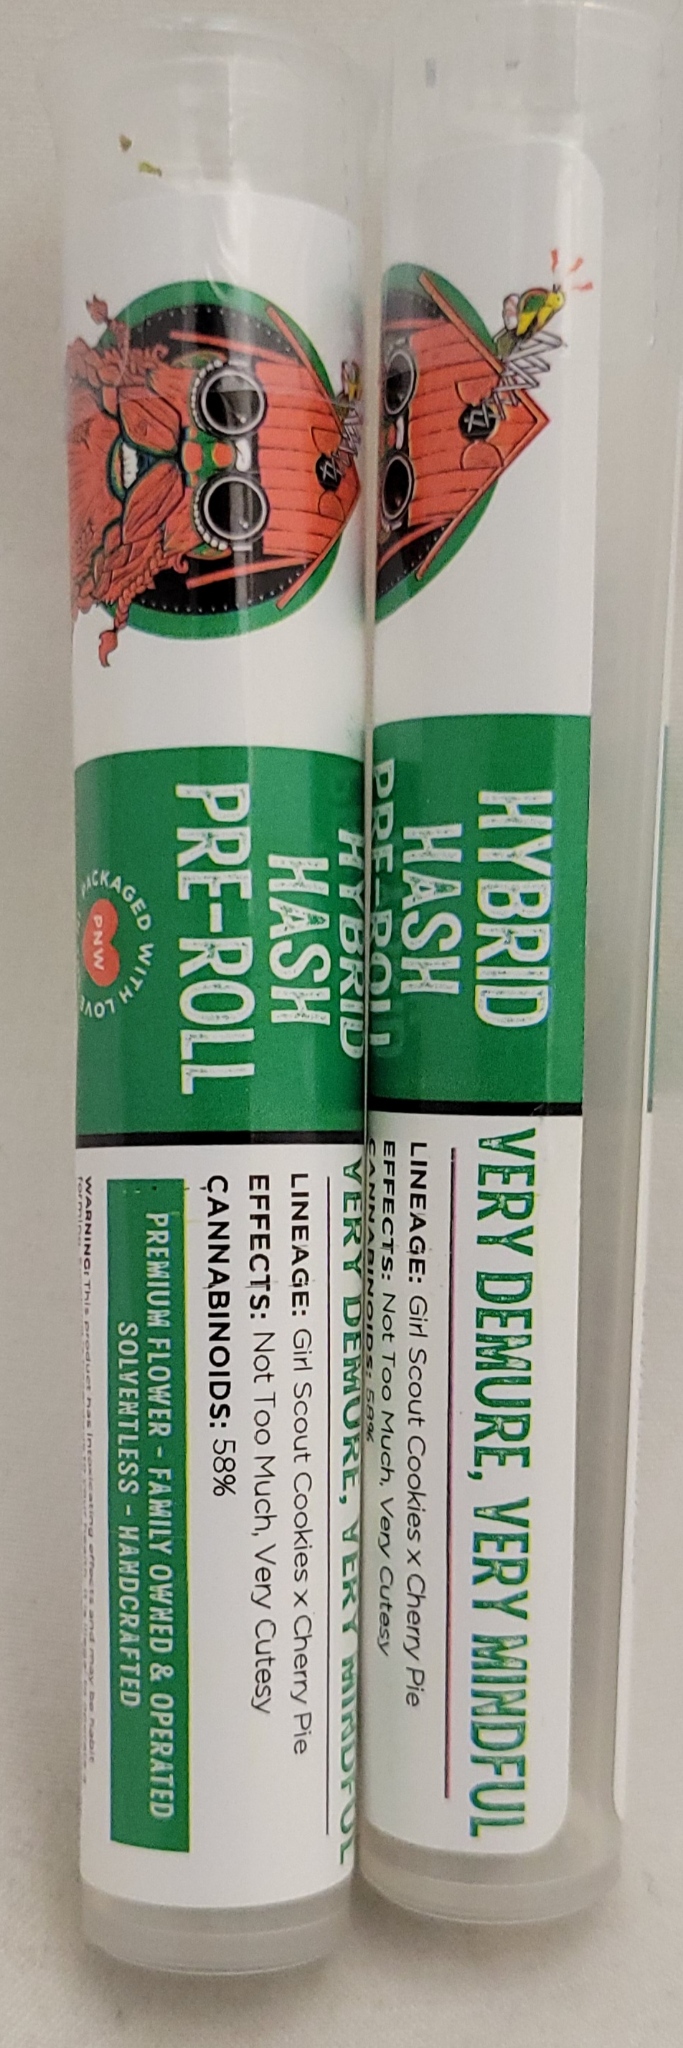 HYBRID
HASH
PRE-ROLL
PACKAGED WITH LOVE
PNW
VERY DEMURE, VERY MINDFUL
LINEAGE: Girl Scout Cookies x Cherry Pie
EFFECTS: Not Too Much, Very Cutesy
CANNABINOIDS: 58%
PREMIUM FLOWER - FAMILY OWNED & OPERATED
SOLVENTLESS - HANDCRAFTED
WARNING: This product has intoxicating effects and may be habit
forming.
HYBRID
HASH
PRE-ROLL
VERY DEMURE, VERY MINDFUL
LINEAGE: Girl Scout Cookies x Cherry Pie
EFFECTS: Not Too Much, Very Cutesy
CANNABINOIDS: 58%